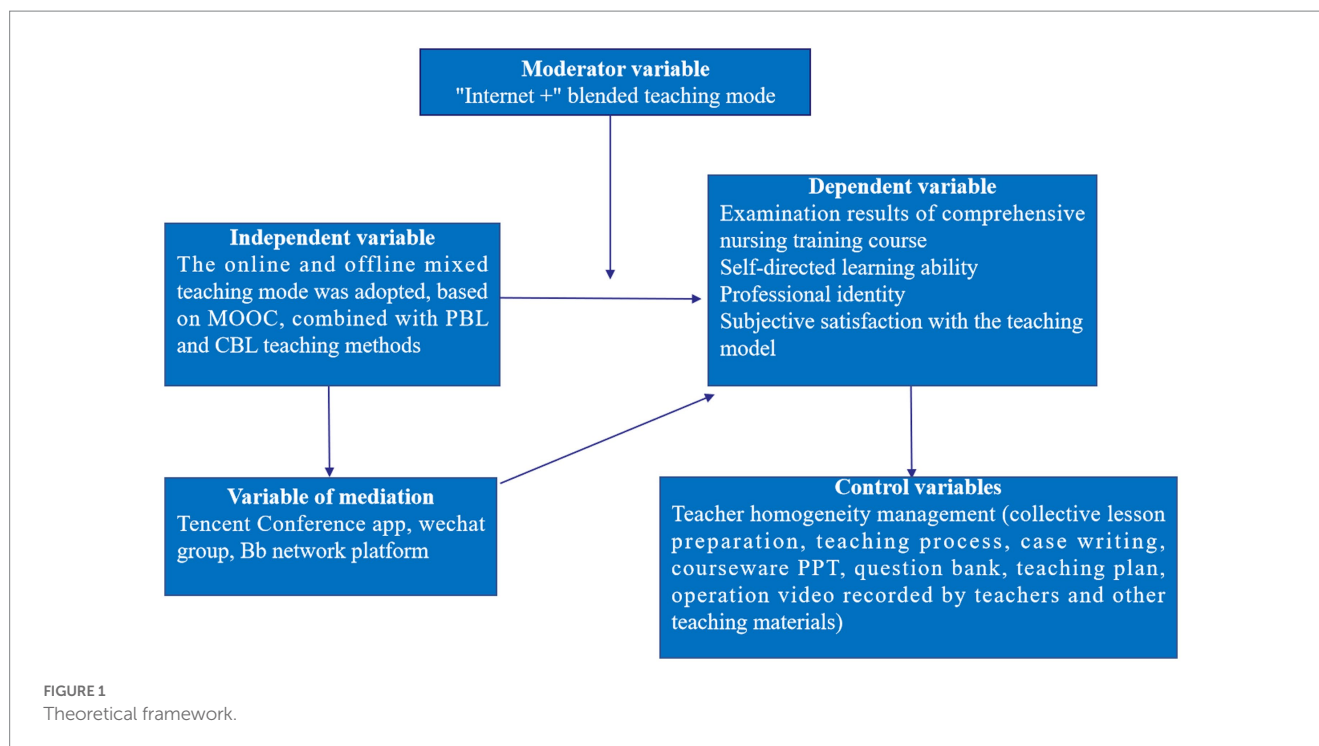 Moderator variable
"Internet +" blended teaching mode
Independent variable
The online and offline mixed
teaching mode was adopted, based
on MOOC, combined with PBL
and CBL teaching methods
Dependent variable
Examination results of comprehensive
nursing training course
Self-directed learning ability
Professional identity
Subjective satisfaction with the teaching
model
Variable of mediation
Tencent Conference app, wechat
group, Bb network platform
Control variables
Teacher homogeneity management (collective lesson
preparation, teaching process, case writing,
courseware PPT, question bank, teaching plan,
operation video recorded by teachers and other
teaching materials)
FIGURE 1
Theoretical framework.